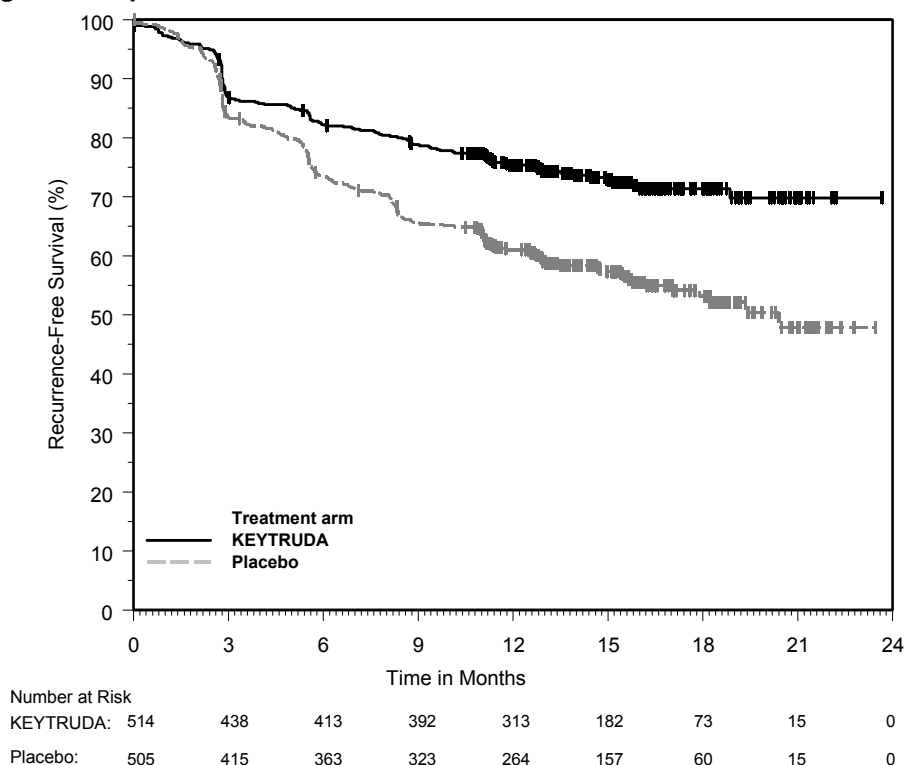 100
90
80
70
60
50
40
30
20
10
0
Recurrence-Free Survival (%)
Treatment arm
KEYTRUDA
Placebo
0 3 6 9 12 15 18 21 24
Time in Months
Number at Risk
KEYTRUDA: 514 438 413 392 313 182 73 15 0
Placebo: 505 415 363 323 264 157 60 15 0